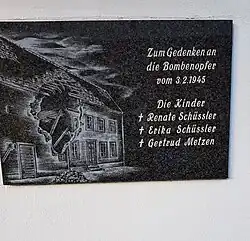 Zum Gedenken an
die Bombenopfer
vom 3.2.1945
Die Kinder
† Renate Schüssler
† Erika Schüssler
† Gertrud Metzen